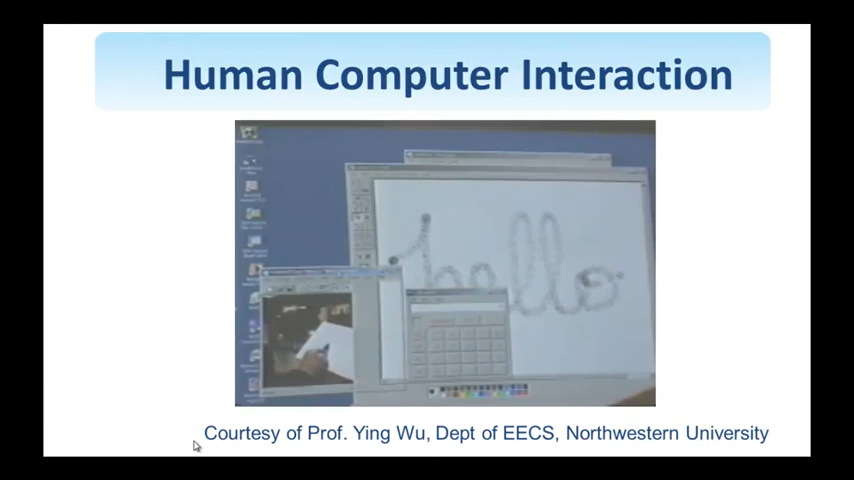 Human Computer Interaction
hello
Courtesy of Prof. Ying Wu, Dept of EECS, Northwestern University